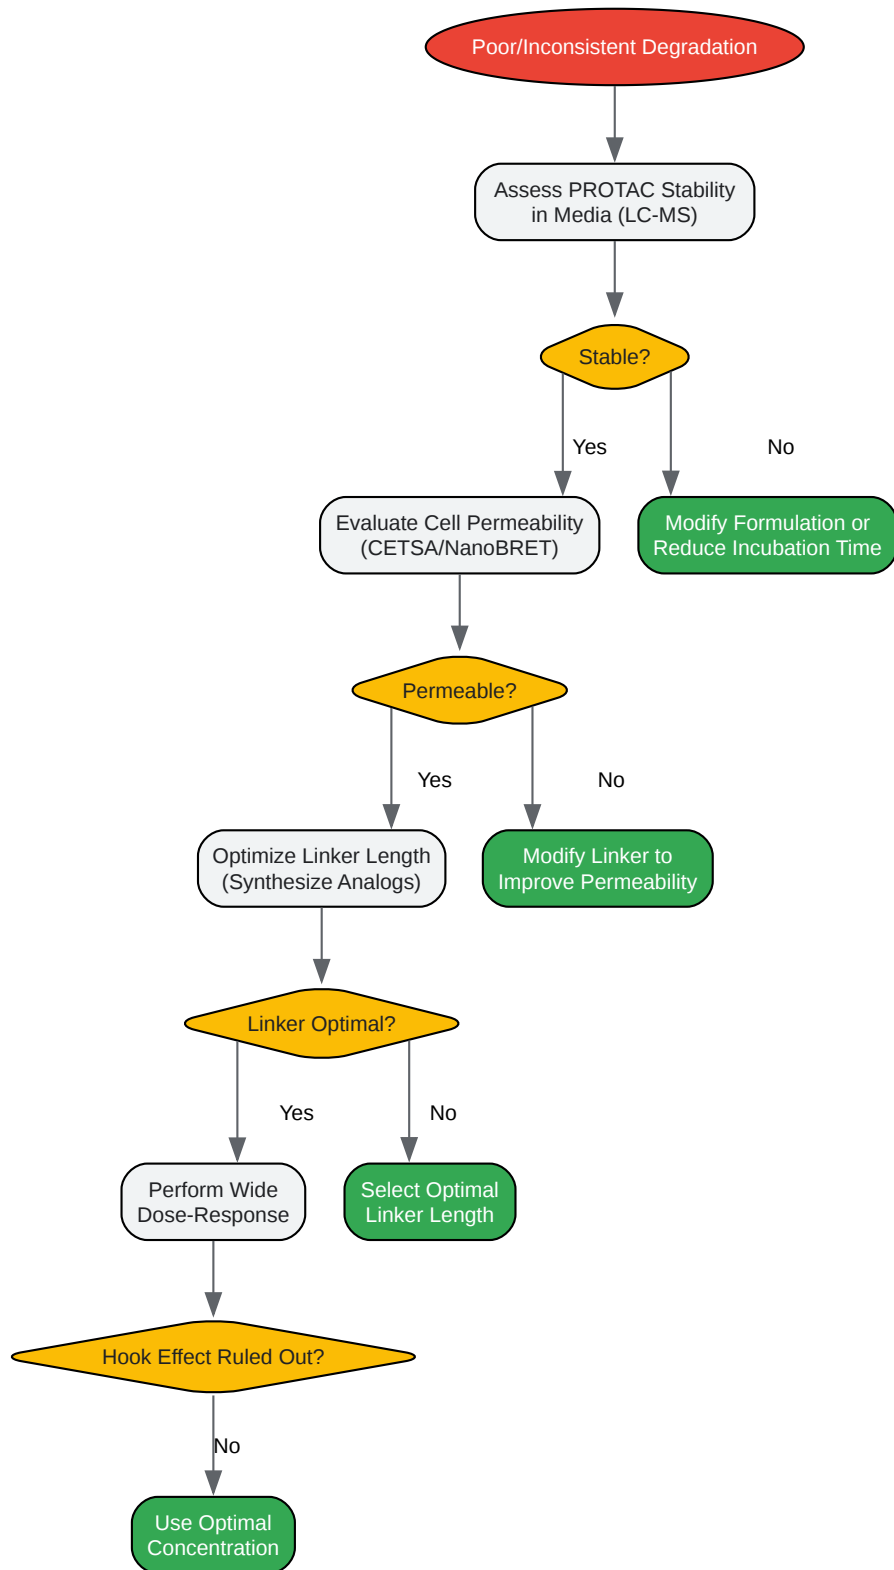 Poor/Inconsistent Degradation
Assess PROTAC Stability
in Media (LC-MS)
Stable?
Yes
No
Evaluate Cell Permeability
(CETSA/NanoBRET)
Modify Formulation or
Reduce Incubation Time
Permeable?
Yes
No
Optimize Linker Length
(Synthesize Analogs)
Modify Linker to
Improve Permeability
Linker Optimal?
Yes
No
Perform Wide
Dose-Response
Select Optimal
Linker Length
Hook Effect Ruled Out?
No
Use Optimal
Concentration